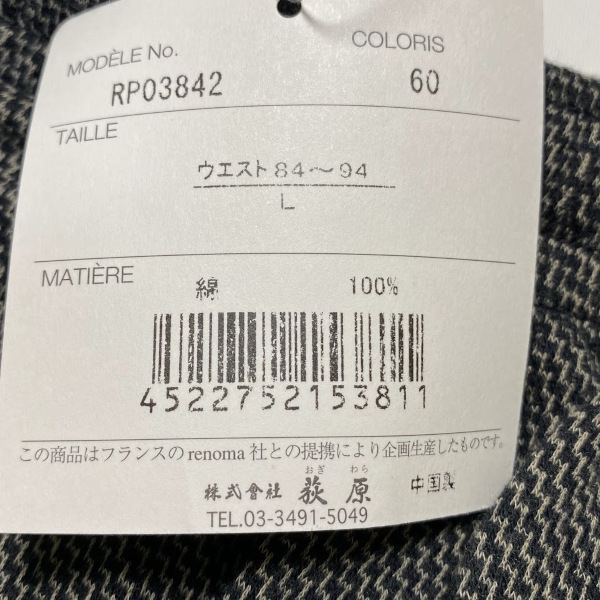 MODÈLE No. COLORIS
RP03842 60
TAILLE
ウエスト84～94
L
MATIÈRE
綿 100%
4522752153811
この商品はフランスのrenoma社との提携により企画生産したものです。
おぎ わら
株式會社 荻原 中国製
TEL.03-3491-5049